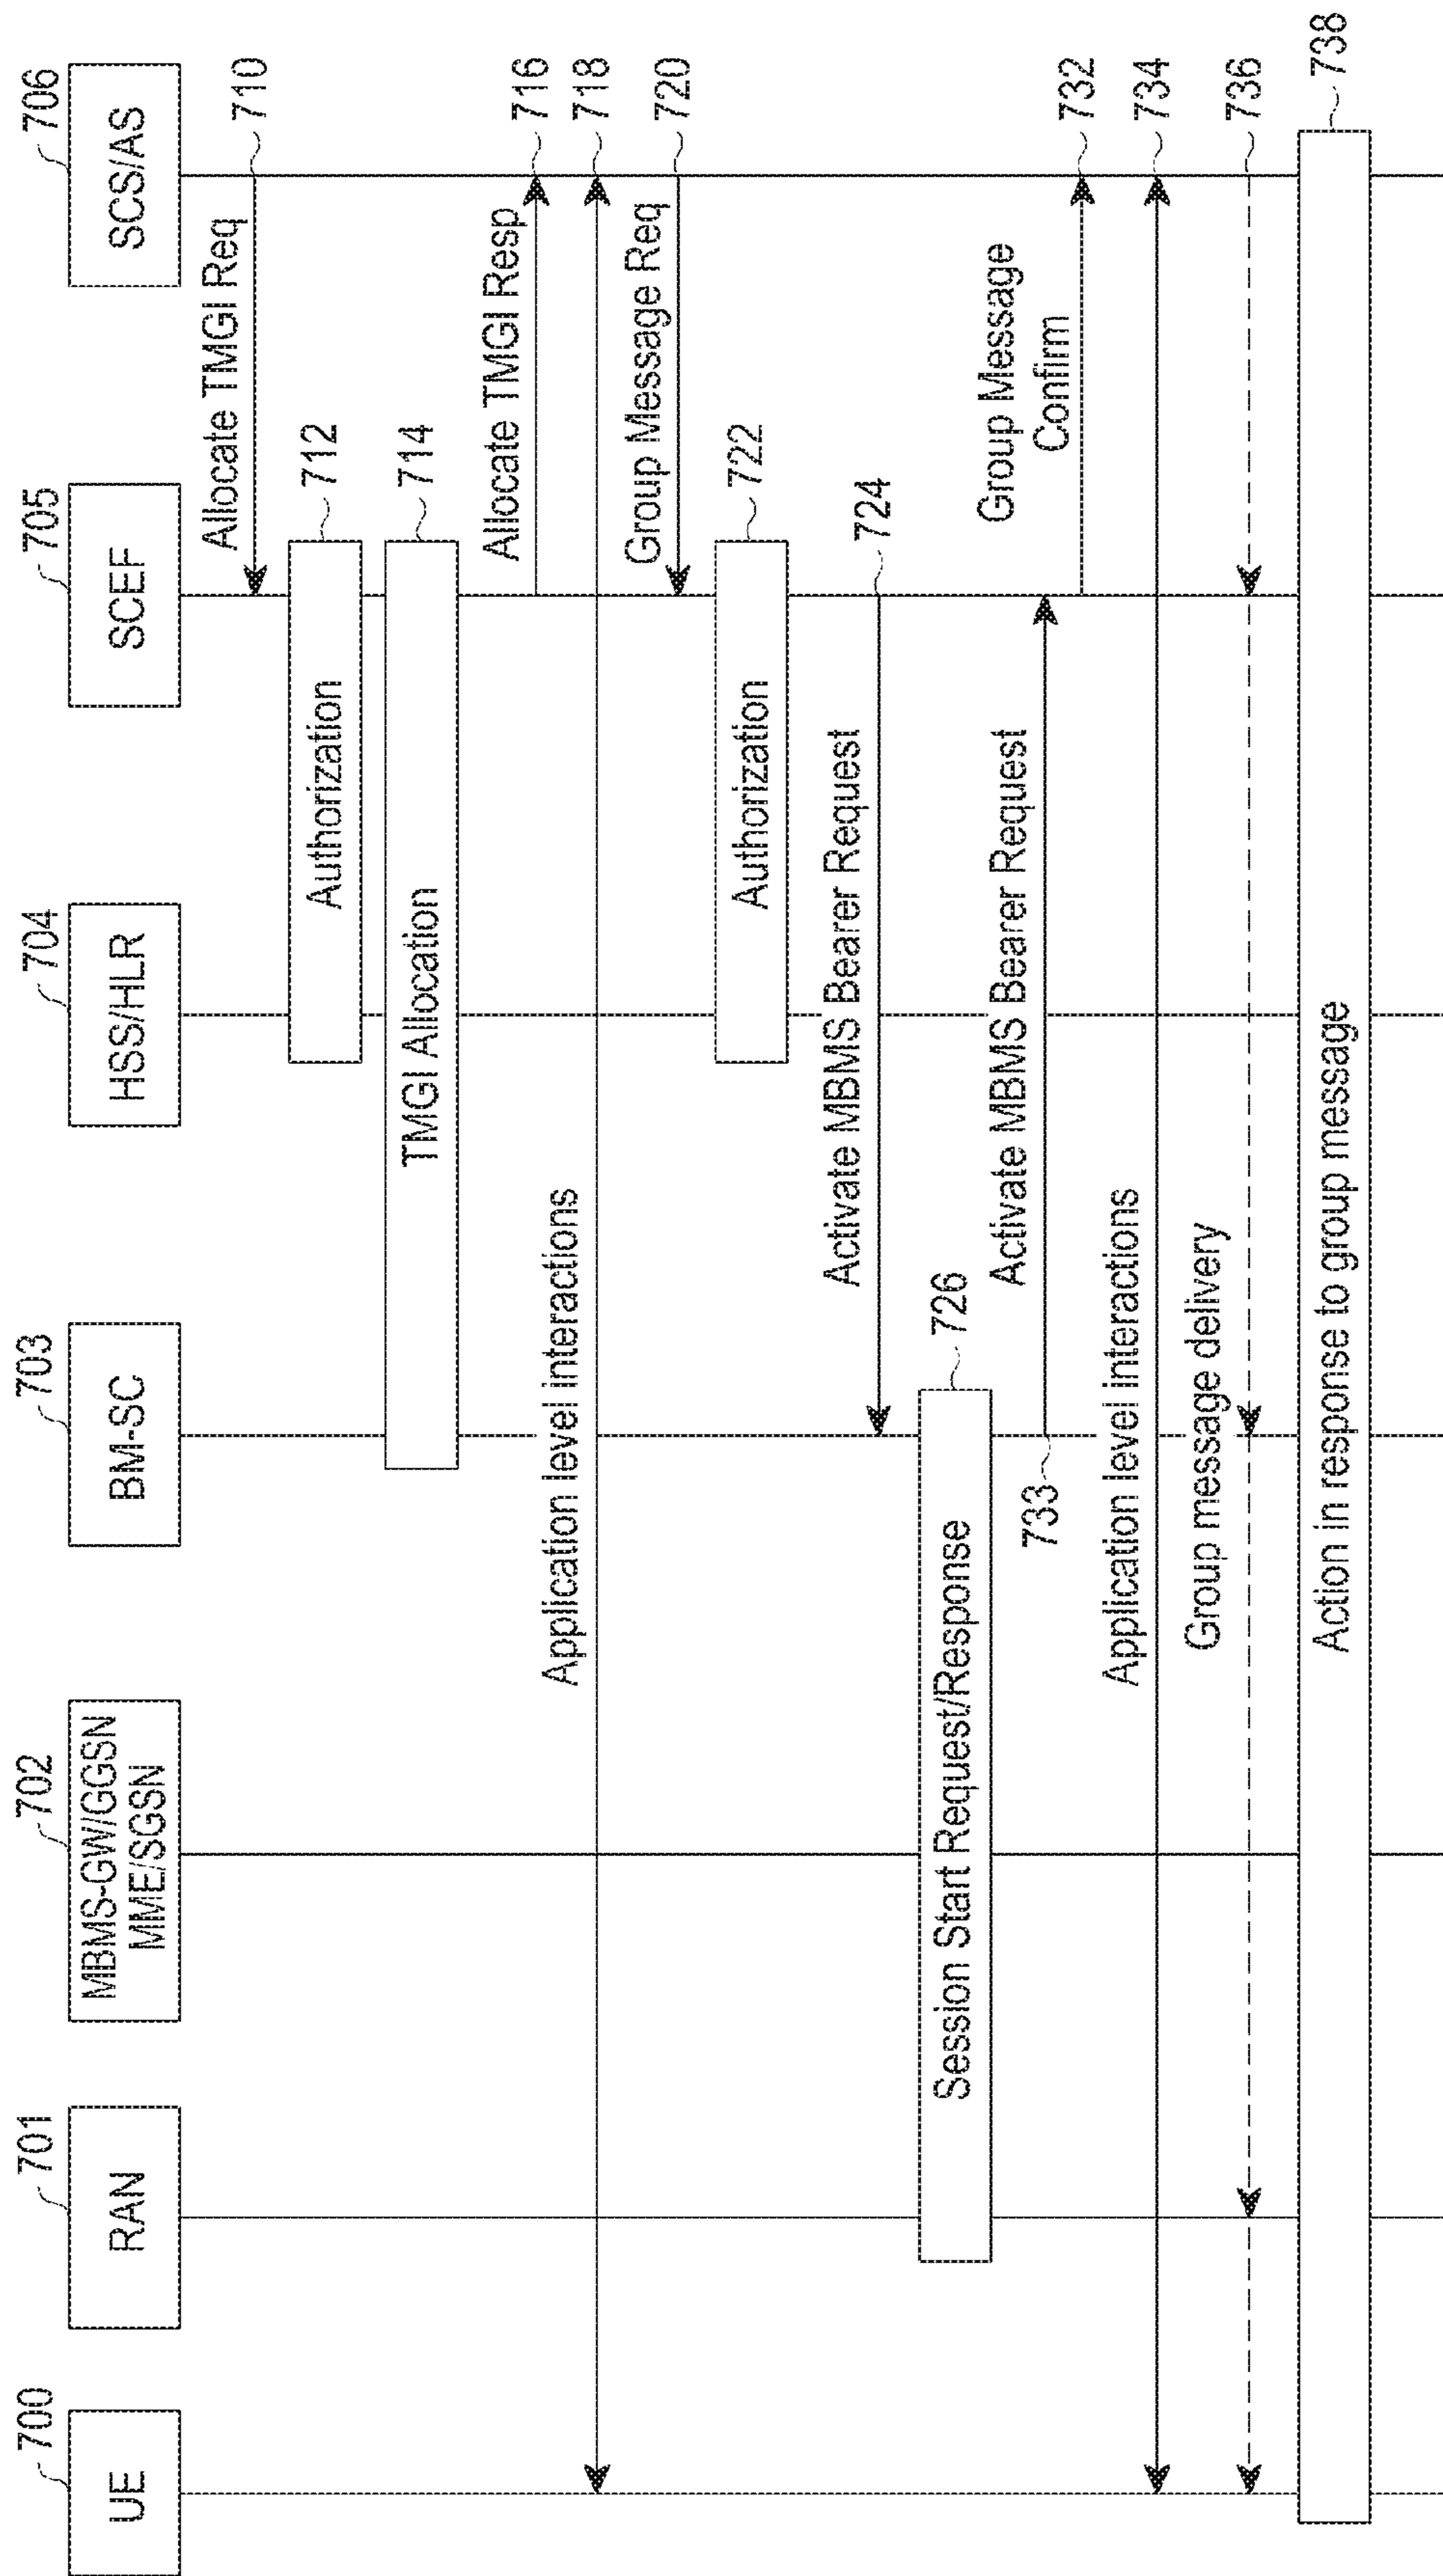 700
UE
701
RAN
702
MBMS-GW/GGSN
MME/SGSN
703
BM-SC
704
HSS/HLR
705
SCEF
706
SCS/AS
Allocate TMGI Req
710
Authorization
712
TMGI Allocation
714
Allocate TMGI Resp
716
Application level interactions
718
Group Message Req
720
Authorization
722
Activate MBMS Bearer Request
724
Session Start Request/Response
726
Activate MBMS Bearer Request
733
Group Message
Confirm
732
Application level interactions
734
Group message delivery
736
Action in response to group message
738